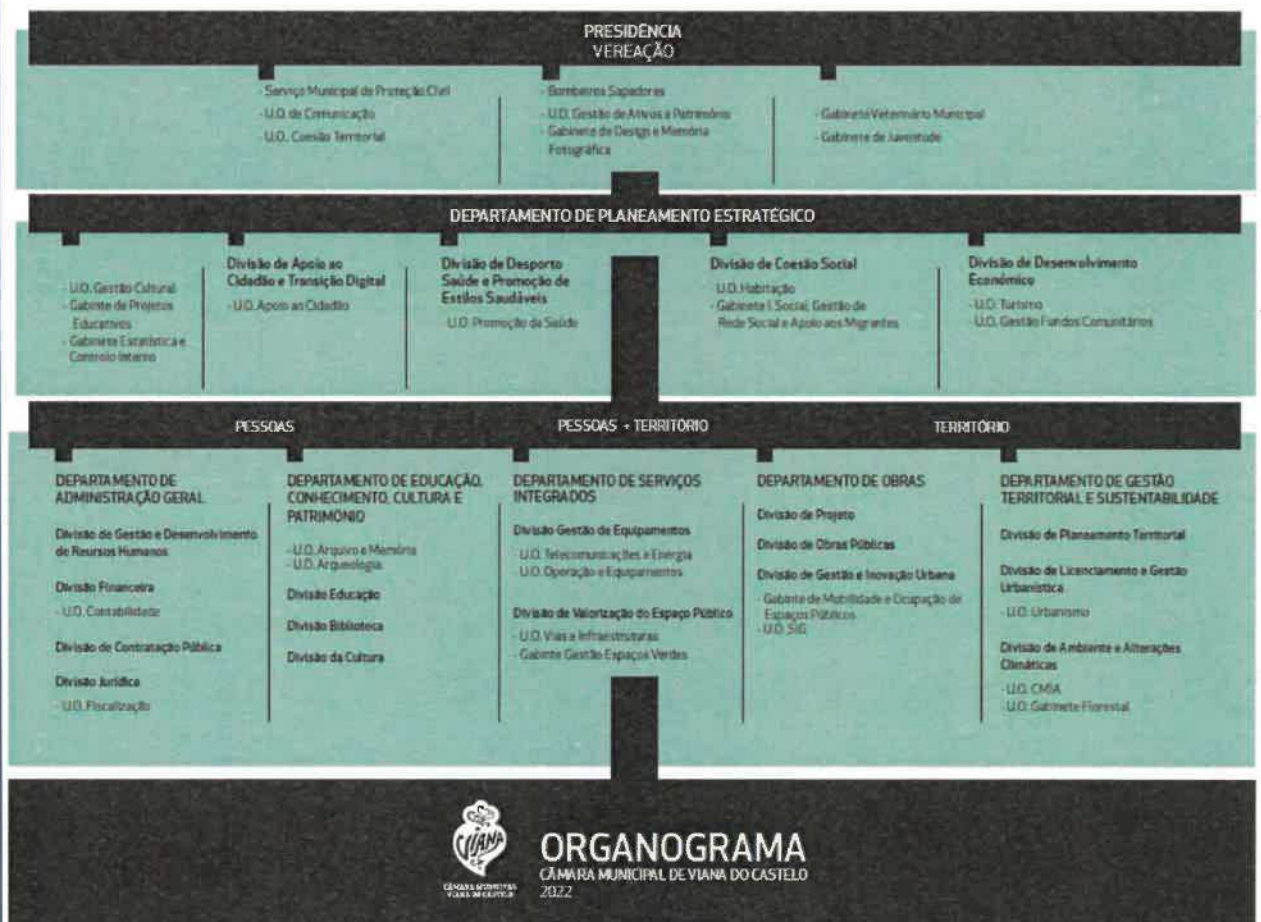 PRESIDÊNCIA
VEREAÇÃO
- Serviço Municipal de Proteção Civil
- U.O. de Comunicação
- U.O. Coesão Territorial
- Bombeiros Sapadores
- U.O. Gestão de Ativos e Património
- Gabinete de Design e Memória
Fotográfica
- Gabinete Veterinário Municipal
- Gabinete de Juventude
DEPARTAMENTO DE PLANEAMENTO ESTRATÉGICO
- U.O. Gestão Cultural
- Gabinte de Projetos
Educativos
- Gabinete Estatística e
Controlo Interno
Divisão de Apoio ao
Cidadão e Transição Digital
- U.O. Apoio ao Cidadão
Divisão de Desporto
Saúde e Promoção de
Estilos Saudáveis
- U.O. Promoção da Saúde
Divisão de Coesão Social
U.O. Habitação
- Gabinete I. Social, Gestão de
Rede Social e Apoio aos Migrantes
Divisão de Desenvolvimento
Económico
- U.O. Turismo
- U.O. Gestão Fundos Comunitários
PESSOAS
PESSOAS + TERRITÓRIO
TERRITÓRIO
DEPARTAMENTO DE
ADMINISTRAÇÃO GERAL
Divisão de Gestão e Desenvolvimento
de Recursos Humanos
Divisão Financeira
- U.O. Contabilidade
Divisão de Contratação Pública
Divisão Jurídica
- U.O. Fiscalização
DEPARTAMENTO DE EDUCAÇÃO,
CONHECIMENTO, CULTURA E
PATRIMÓNIO
- U.O. Arquivo e Memória
- U.O. Arqueologia
Divisão Educação
Divisão Biblioteca
Divisão da Cultura
DEPARTAMENTO DE SERVIÇOS
INTEGRADOS
Divisão Gestão de Equipamentos
- U.O. Telecomunicações e Energia
- U.O. Operação e Equipamentos
Divisão de Valorização do Espaço Público
- U.O. Vias e Infraestruturas
- Gabinte Gestão Espaços Verdes
DEPARTAMENTO DE OBRAS
Divisão de Projeto
Divisão de Obras Públicas
Divisão de Gestão e Inovação Urbana
- Gabinte de Mobilidade e Ocupação de
Espaços Públicos
- U.O. SIG
DEPARTAMENTO DE GESTÃO
TERRITORIAL E SUSTENTABILIDADE
Divisão de Planeamento Territorial
Divisão de Licenciamento e Gestão
Urbanística
- U.O. Urbanismo
Divisão de Ambiente e Alterações
Climáticas
- U.O. CMIA
- U.O. Gabinete Florestal
VIANA
CÂMARA MUNICIPAL
VIANA DO CASTELO
ORGANOGRAMA
CÂMARA MUNICIPAL DE VIANA DO CASTELO
2022